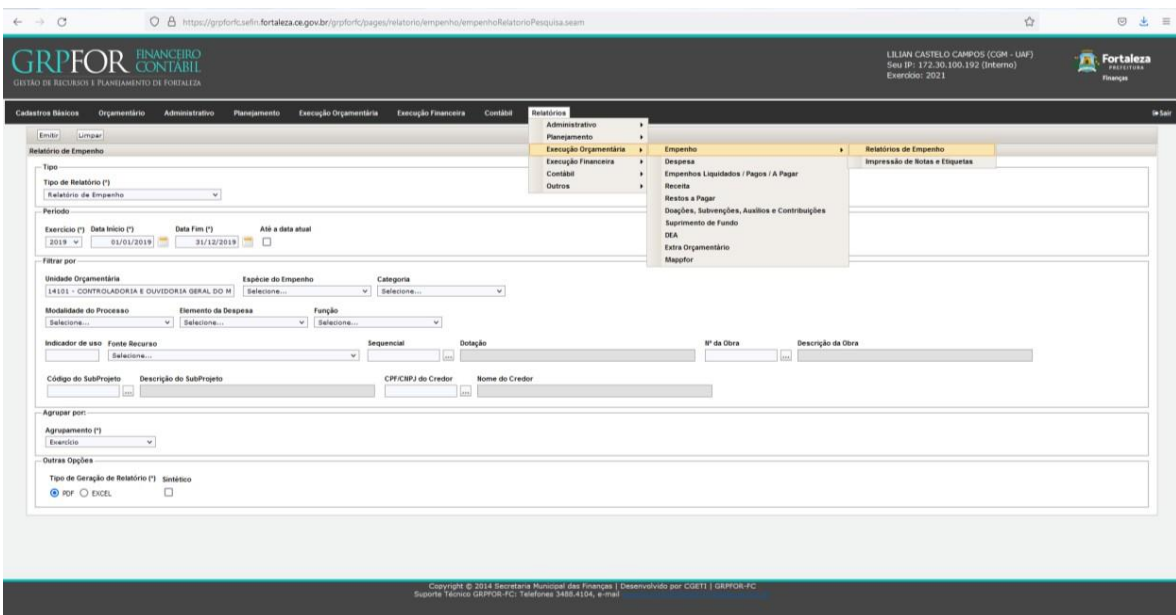 https://grpforfc.sefin.fortaleza.ce.gov.br/grpforfc/pages/relatorio/empenho/empenhoRelatorioPesquisa.seam
GRPFOR FINANCEIRO CONTÁBIL
GESTÃO DE RECURSOS E PLANEJAMENTO DE FORTALEZA
LILIAN CASTELO CAMPOS (CGM - UAF)
Seu IP: 172.30.100.192 (Interno)
Exercício: 2021
Fortaleza
PREFEITURA
Finanças
Cadastros Básicos Orçamentário Administrativo Planejamento Execução Orçamentária Execução Financeira Contábil Relatórios Sair
Administrativo
Planejamento
Execução Orçamentária
Execução Financeira
Contábil
Outros
Empenho
Despesa
Empenhos Liquidados / Pagos / A Pagar
Receita
Restos a Pagar
Doações, Subvenções, Auxílios e Contribuições
Suprimento de Fundo
DEA
Extra Orçamentário
Mappfor
Relatórios de Empenho
Impressão de Notas e Etiquetas
Emitir Limpar
Relatório de Empenho
Tipo
Tipo de Relatório (*)
Relatório de Empenho
Período
Exercício (*) Data Início (*) Data Fim (*) Até a data atual
2019 01/01/2019 31/12/2019
Filtrar por
Unidade Orçamentária Espécie do Empenho Categoria
14101 - CONTROLADORIA E OUVIDORIA GERAL DO M Selecione... Selecione...
Modalidade do Processo Elemento da Despesa Função
Selecione... Selecione... Selecione...
Indicador de uso Fonte Recurso Sequencial Dotação Nº da Obra Descrição da Obra
Selecione... ... ...
Código do SubProjeto Descrição do SubProjeto CPF/CNPJ do Credor Nome do Credor
... ...
Agrupar por:
Agrupamento (*)
Exercício
Outras Opções
Tipo de Geração de Relatório (*) Sintético
PDF EXCEL
Copyright © 2014 Secretaria Municipal das Finanças | Desenvolvido por CGETI | GRPFOR-FC
Suporte Técnico GRPFOR-FC: Telefones 3488.4104, e-mail